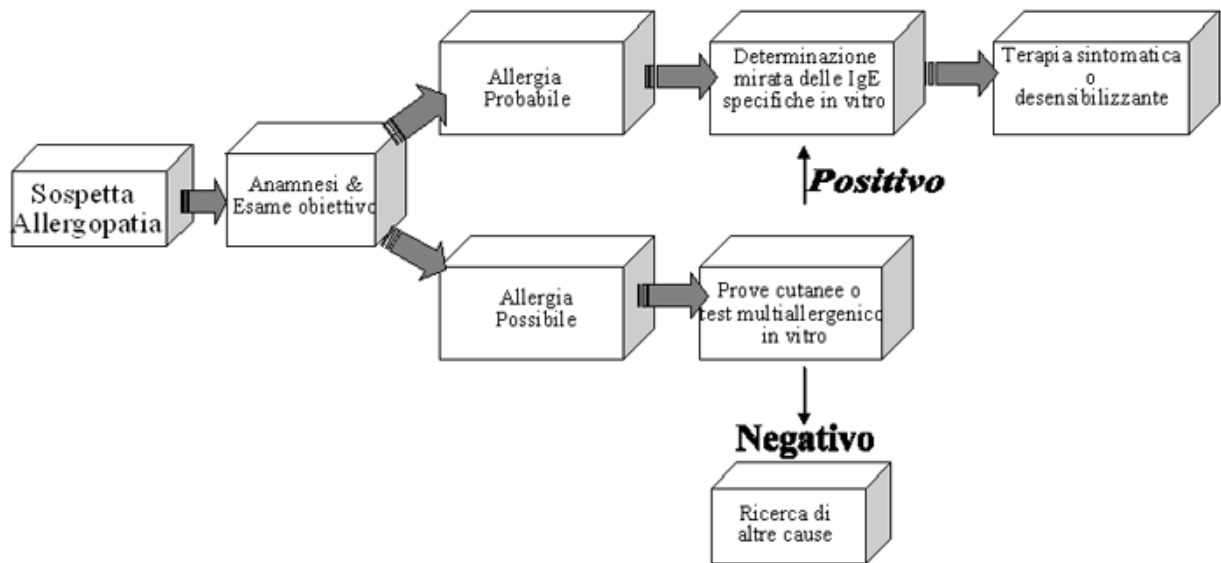 Sospetta
Allergopatia
Anamnesi &
Esame obiettivo
Allergia
Probabile
Determinazione
mirata delle IgE
specifiche in vitro
Terapia sintomatica
o
desensibilizzante
Positivo
Allergia
Possibile
Prove cutanee o
test multiallergenico
in vitro
Negativo
Ricerca di
altre cause